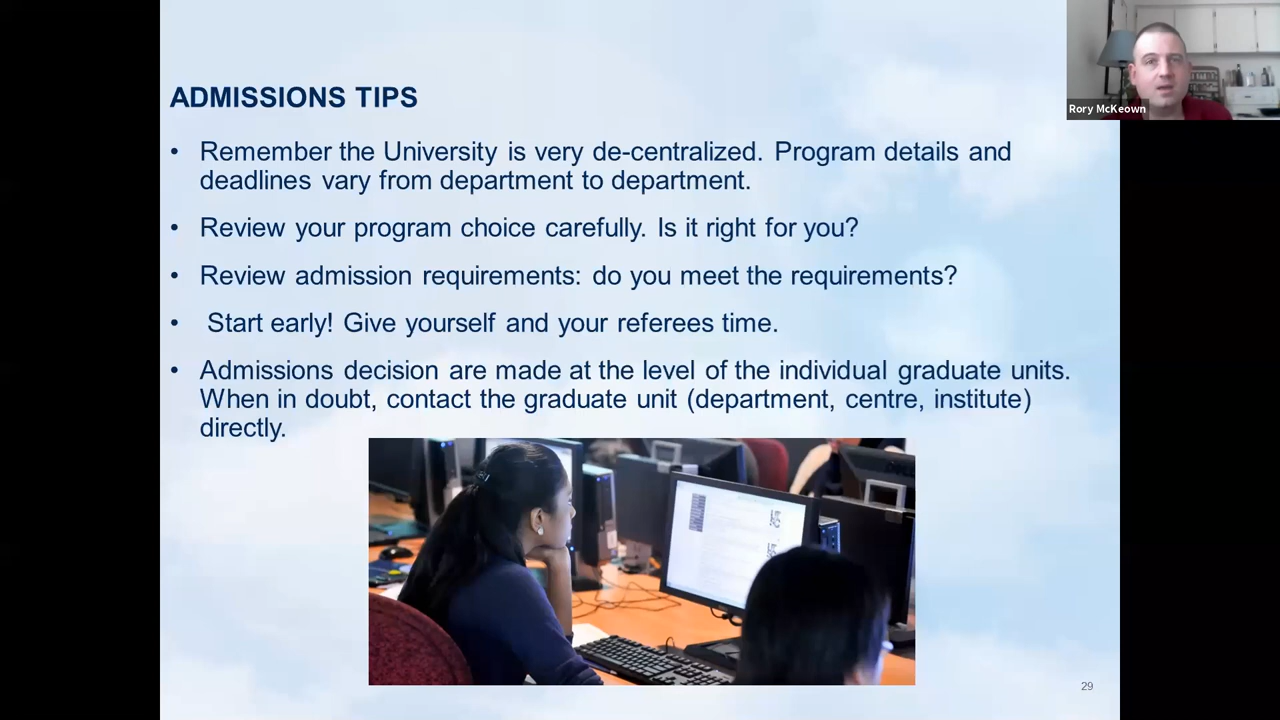 ADMISSIONS TIPS
Rory McKeown
• Remember the University is very de-centralized. Program details and
deadlines vary from department to department.
• Review your program choice carefully. Is it right for you?
• Review admission requirements: do you meet the requirements?
• Start early! Give yourself and your referees time.
• Admissions decision are made at the level of the individual graduate units.
When in doubt, contact the graduate unit (department, centre, institute)
directly.
29